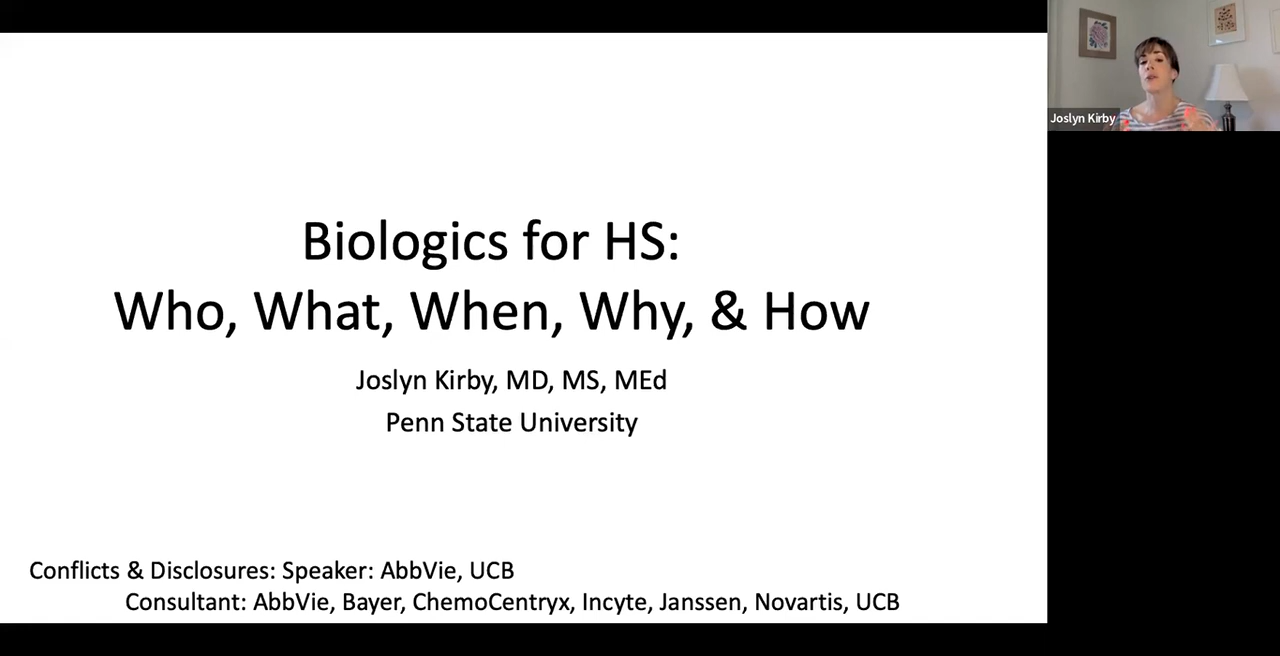 Biologics for HS:
Who, What, When, Why, & How
Joslyn Kirby, MD, MS, MEd
Penn State University
Conflicts & Disclosures: Speaker: AbbVie, UCB
Consultant: AbbVie, Bayer, ChemoCentryx, Incyte, Janssen, Novartis, UCB
Joslyn Kirby